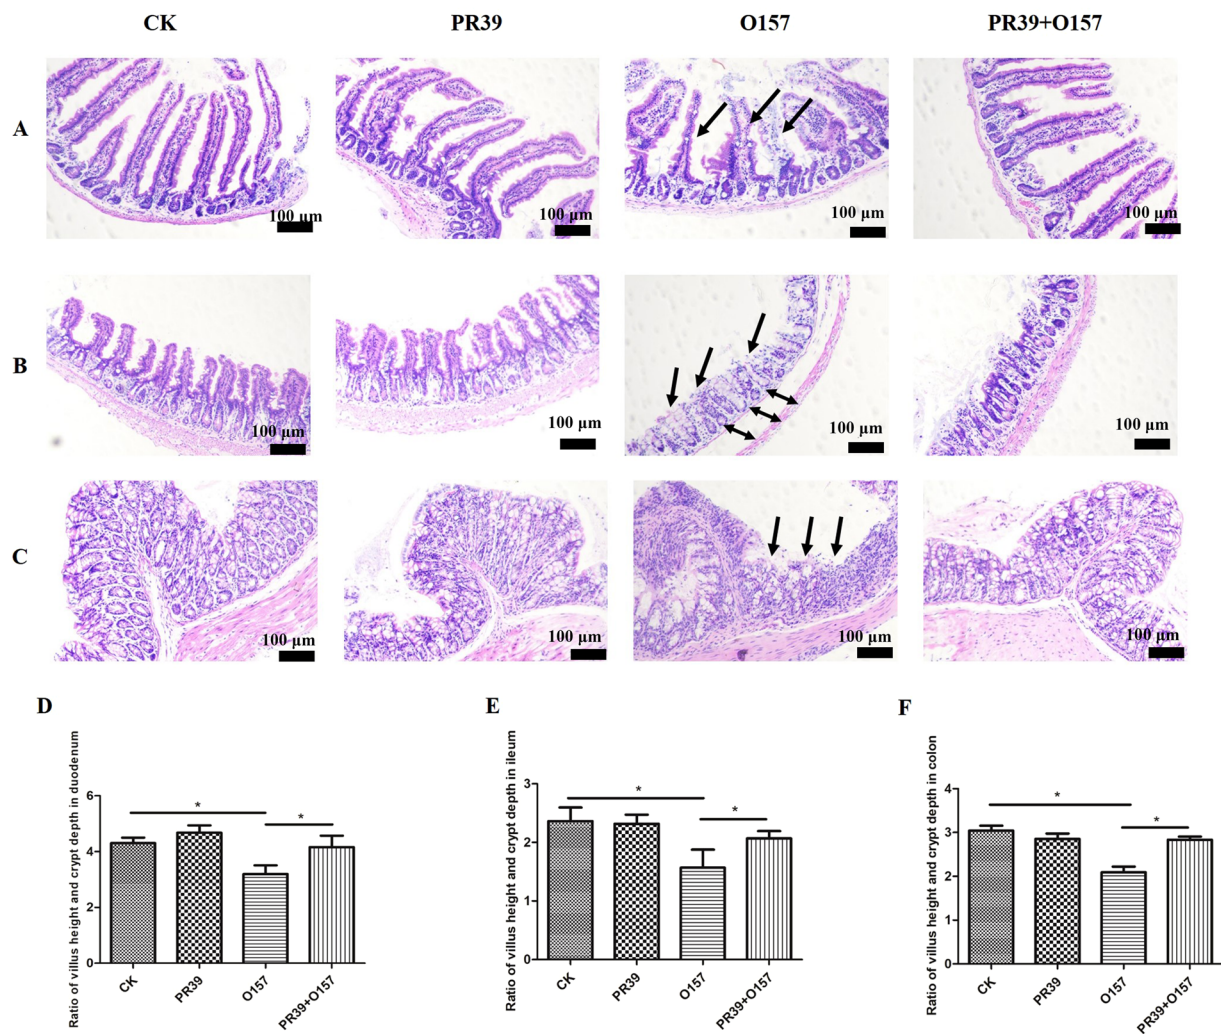 CK PR39 O157 PR39+O157
A
100 µm 100 µm 100 µm 100 µm
B
100 µm 100 µm 100 µm 100 µm
C
100 µm 100 µm 100 µm 100 µm
D
Ratio of villus height and crypt depth in duodenum
6
4
2
0
*
*
CK PR39 O157 PR39+O157
E
Ratio of villus height and crypt depth in ileum
3
2
1
0
*
*
CK PR39 O157 PR39+O157
F
Ratio of villus height and crypt depth in colon
4
3
2
1
0
*
*
CK PR39 O157 PR39+O157